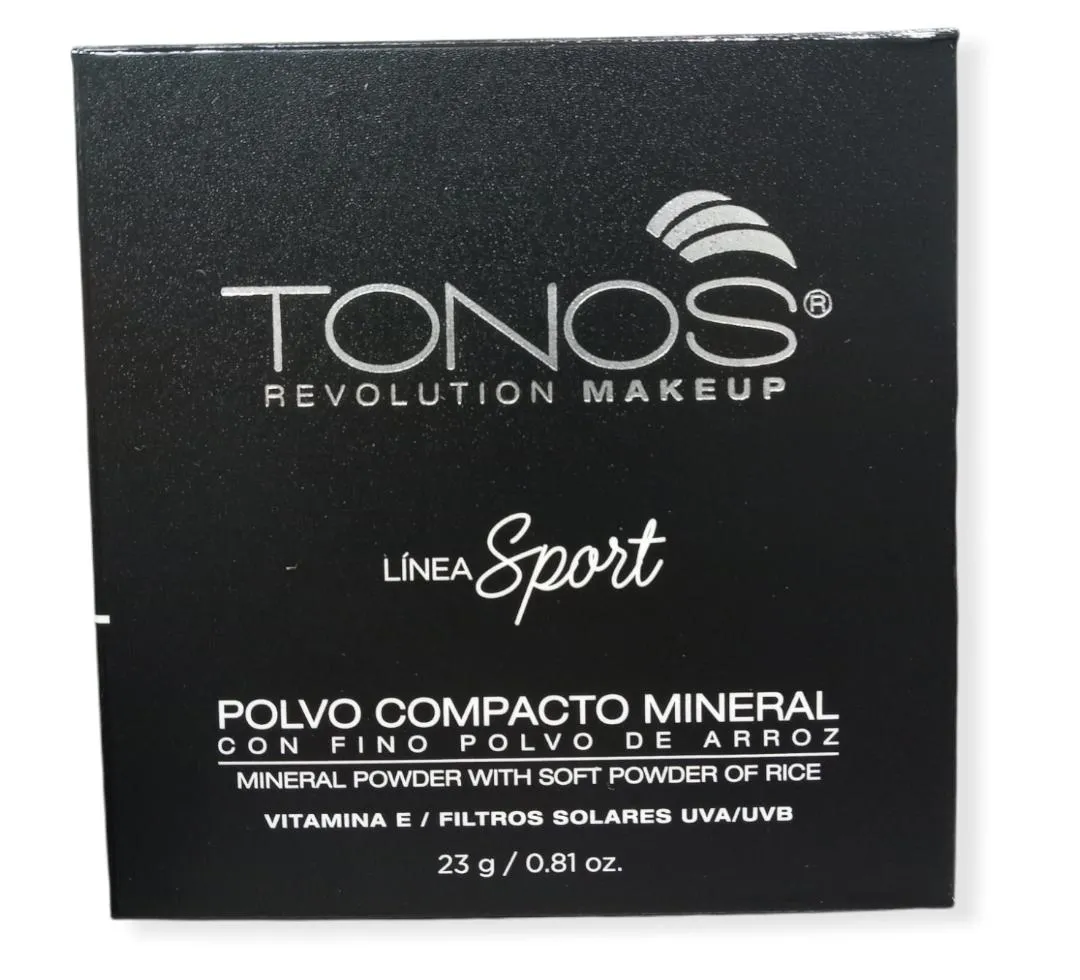 TONOS®
REVOLUTION MAKEUP
LÍNEA Sport
POLVO COMPACTO MINERAL
CON FINO POLVO DE ARROZ
MINERAL POWDER WITH SOFT POWDER OF RICE
VITAMINA E / FILTROS SOLARES UVA/UVB
23 g / 0.81 oz.